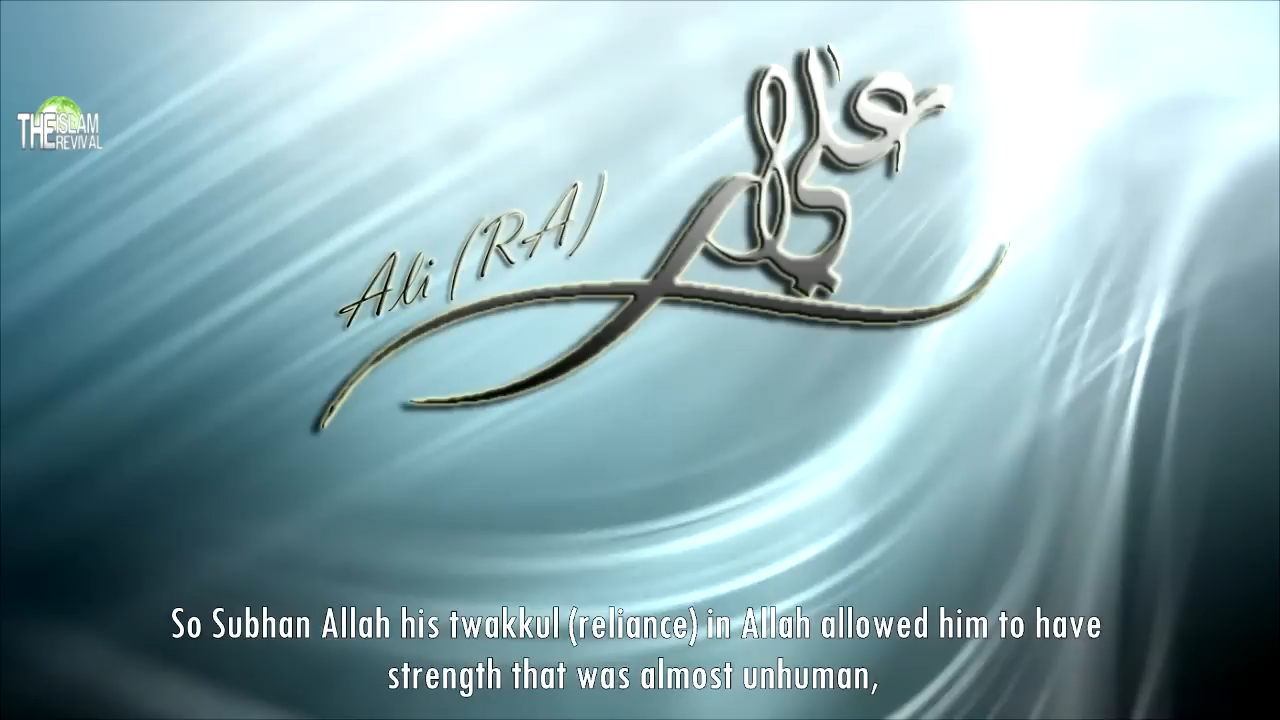 THE ISLAM
REVIVAL
علي
Ali (RA)
So Subhan Allah his twakkul (reliance) in Allah allowed him to have
strength that was almost unhuman,